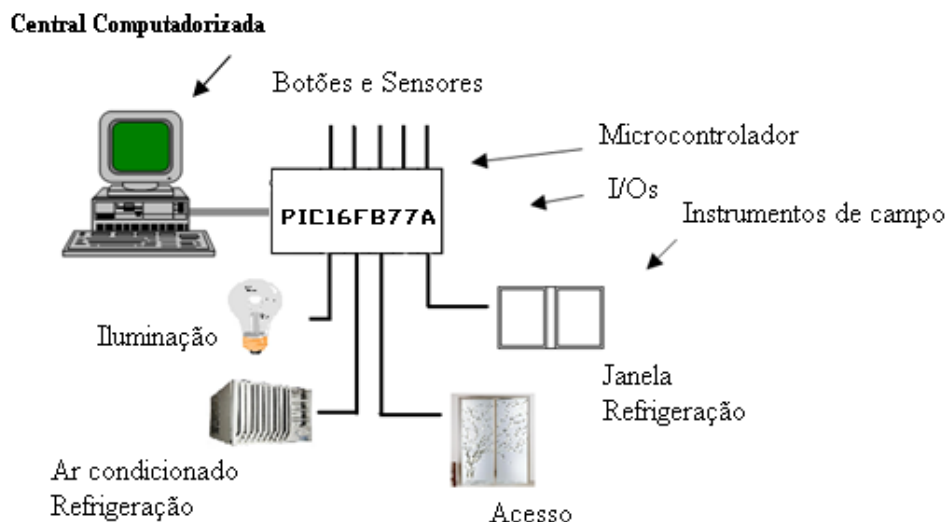 Central Computadorizada
Botões e Sensores
Microcontrolador
I/Os
Instrumentos de campo
PIC16FB77A
Iluminação
Janela
Refrigeração
Ar condicionado
Refrigeração
Acesso